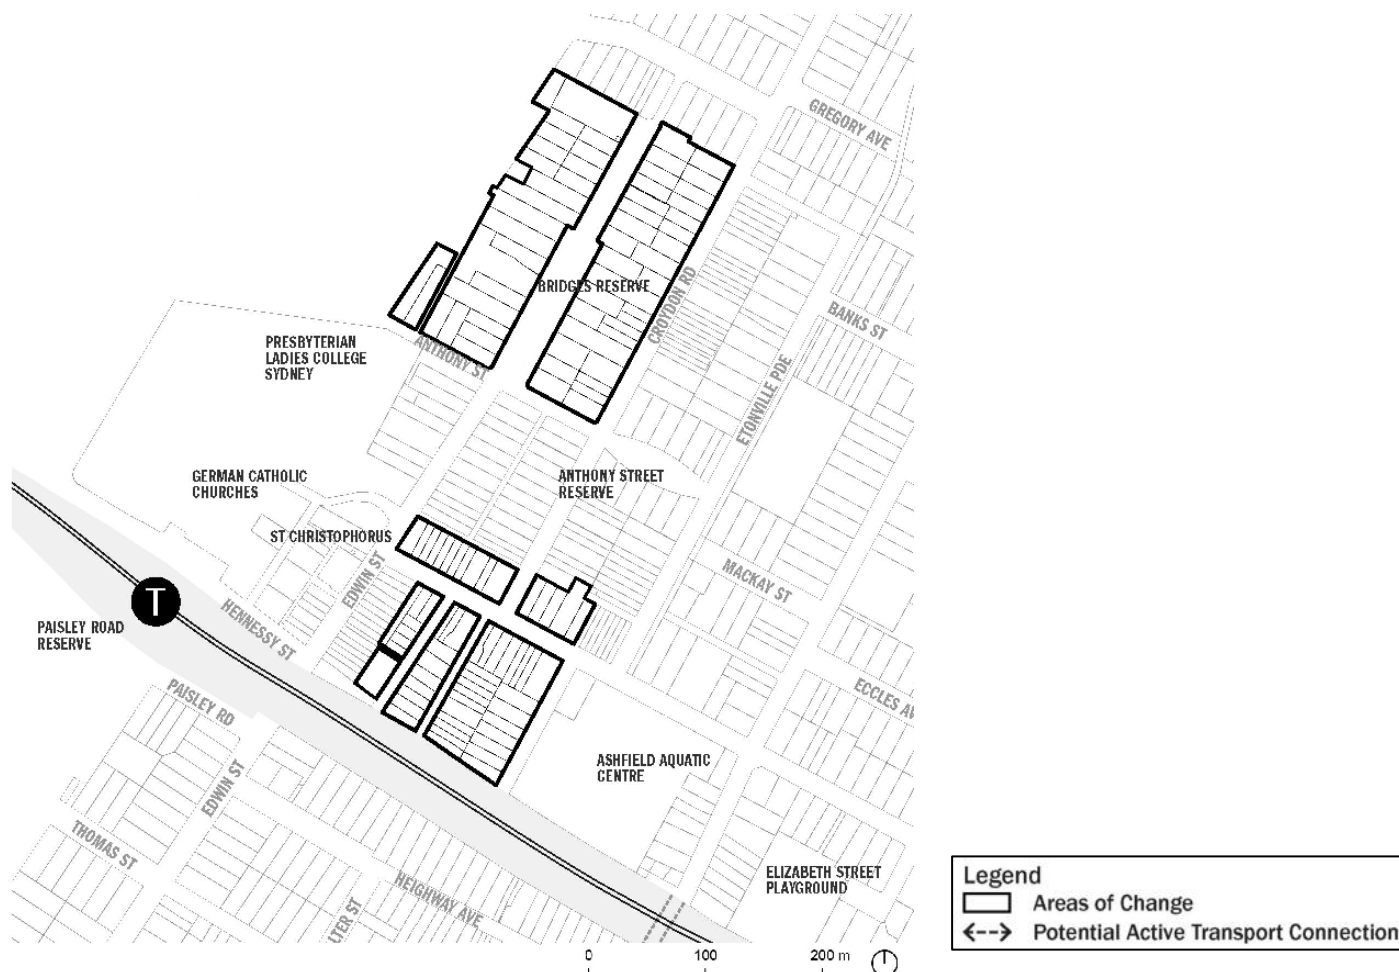 GREGORY AVE
BRIDGES RESERVE
CROYDON RD
BANKS ST
PRESBYTERIAN
LADIES COLLEGE
SYDNEY
ANTHONY ST
ETONVILLE PDE
GERMAN CATHOLIC
CHURCHES
ANTHONY STREET
RESERVE
ST CHRISTOPHORUS
EDWIN ST
MACKAY ST
T
HENNESSY ST
PAISLEY ROAD
RESERVE
PAISLEY RD
ECCLES AV
ASHFIELD AQUATIC
CENTRE
EDWIN ST
THOMAS ST
HEIGHWAY AVE
LTER ST
ELIZABETH STREET
PLAYGROUND
Legend
Areas of Change
Potential Active Transport Connection
0 100 200 m